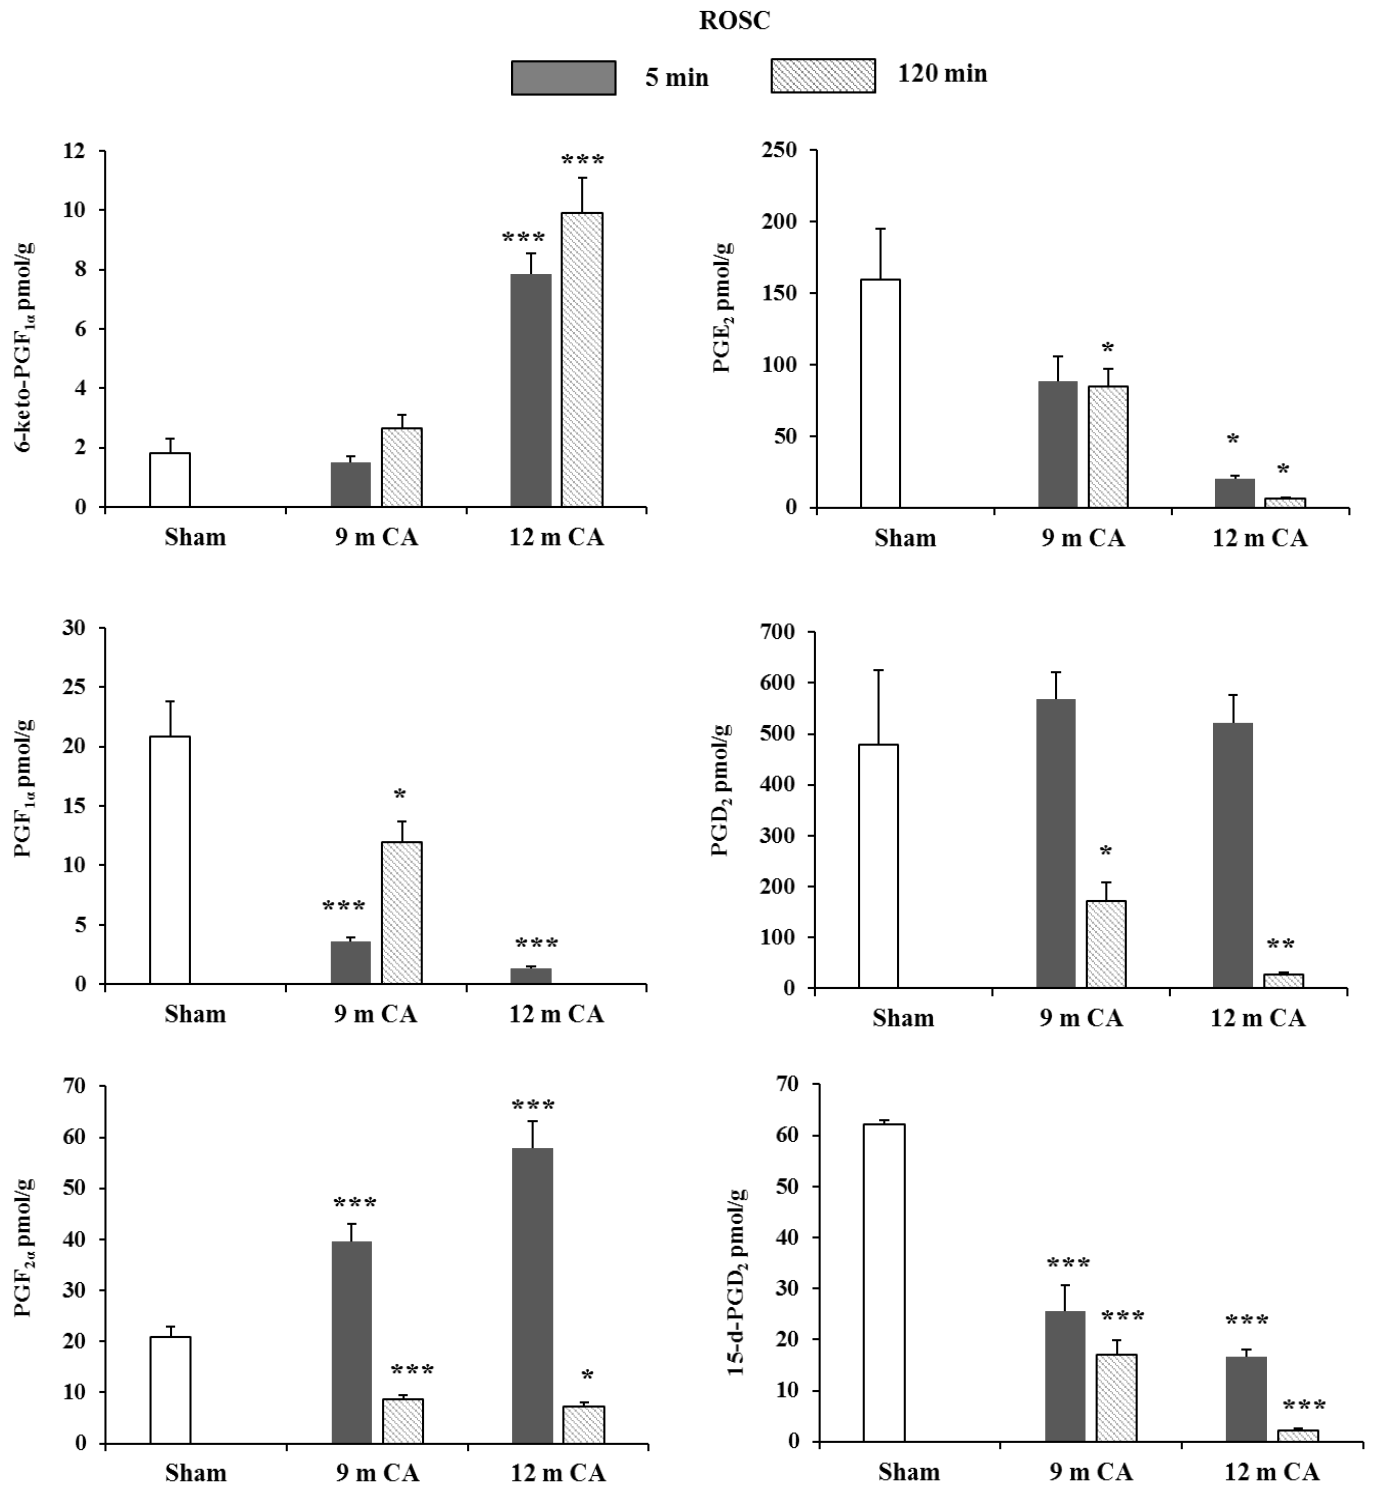 ROSC
5 min
120 min
6-keto-PGF1α pmol/g
12
10
8
6
4
2
0
***
***
Sham
9 m CA
12 m CA
PGE2 pmol/g
250
200
150
100
50
0
*
*
*
Sham
9 m CA
12 m CA
PGF1α pmol/g
30
25
20
15
10
5
0
***
*
***
Sham
9 m CA
12 m CA
PGD2 pmol/g
700
600
500
400
300
200
100
0
*
**
Sham
9 m CA
12 m CA
PGF2α pmol/g
70
60
50
40
30
20
10
0
***
***
***
*
Sham
9 m CA
12 m CA
15-d-PGD2 pmol/g
70
60
50
40
30
20
10
0
***
***
***
***
Sham
9 m CA
12 m CA